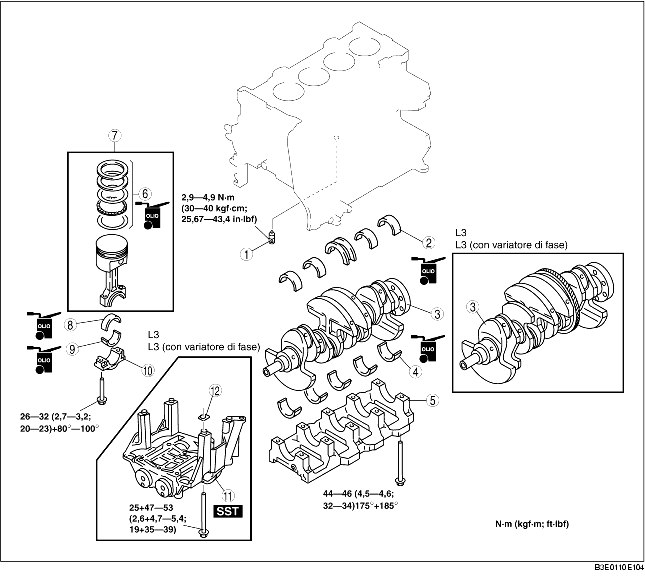 7
6
OLIO
2,9—4,9 N·m
(30—40 kgf·cm;
25,67—43,4 in·lbf)
1
2
OLIO
L3
L3 (con variatore di fase)
3
3
OLIO
8
OLIO
9
10
L3
L3 (con variatore di fase)
OLIO
4
12
5
26—32 (2,7—3,2;
20—23)+80°—100°
11
SST
25+47—53
(2,6+4,7—5,4;
19+35—39)
44—46 (4,5—4,6;
32—34)175°+185°
N·m (kgf·m; ft·lbf)
B3E0110E104